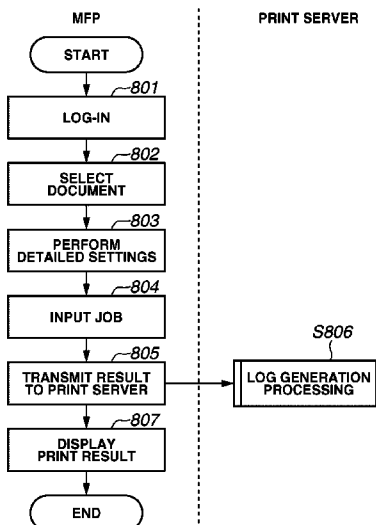 MFP
PRINT SERVER
START
801
LOG-IN
802
SELECT
DOCUMENT
803
PERFORM
DETAILED SETTINGS
804
INPUT JOB
805
TRANSMIT RESULT
TO PRINT SERVER
S806
LOG GENERATION
PROCESSING
807
DISPLAY
PRINT RESULT
END